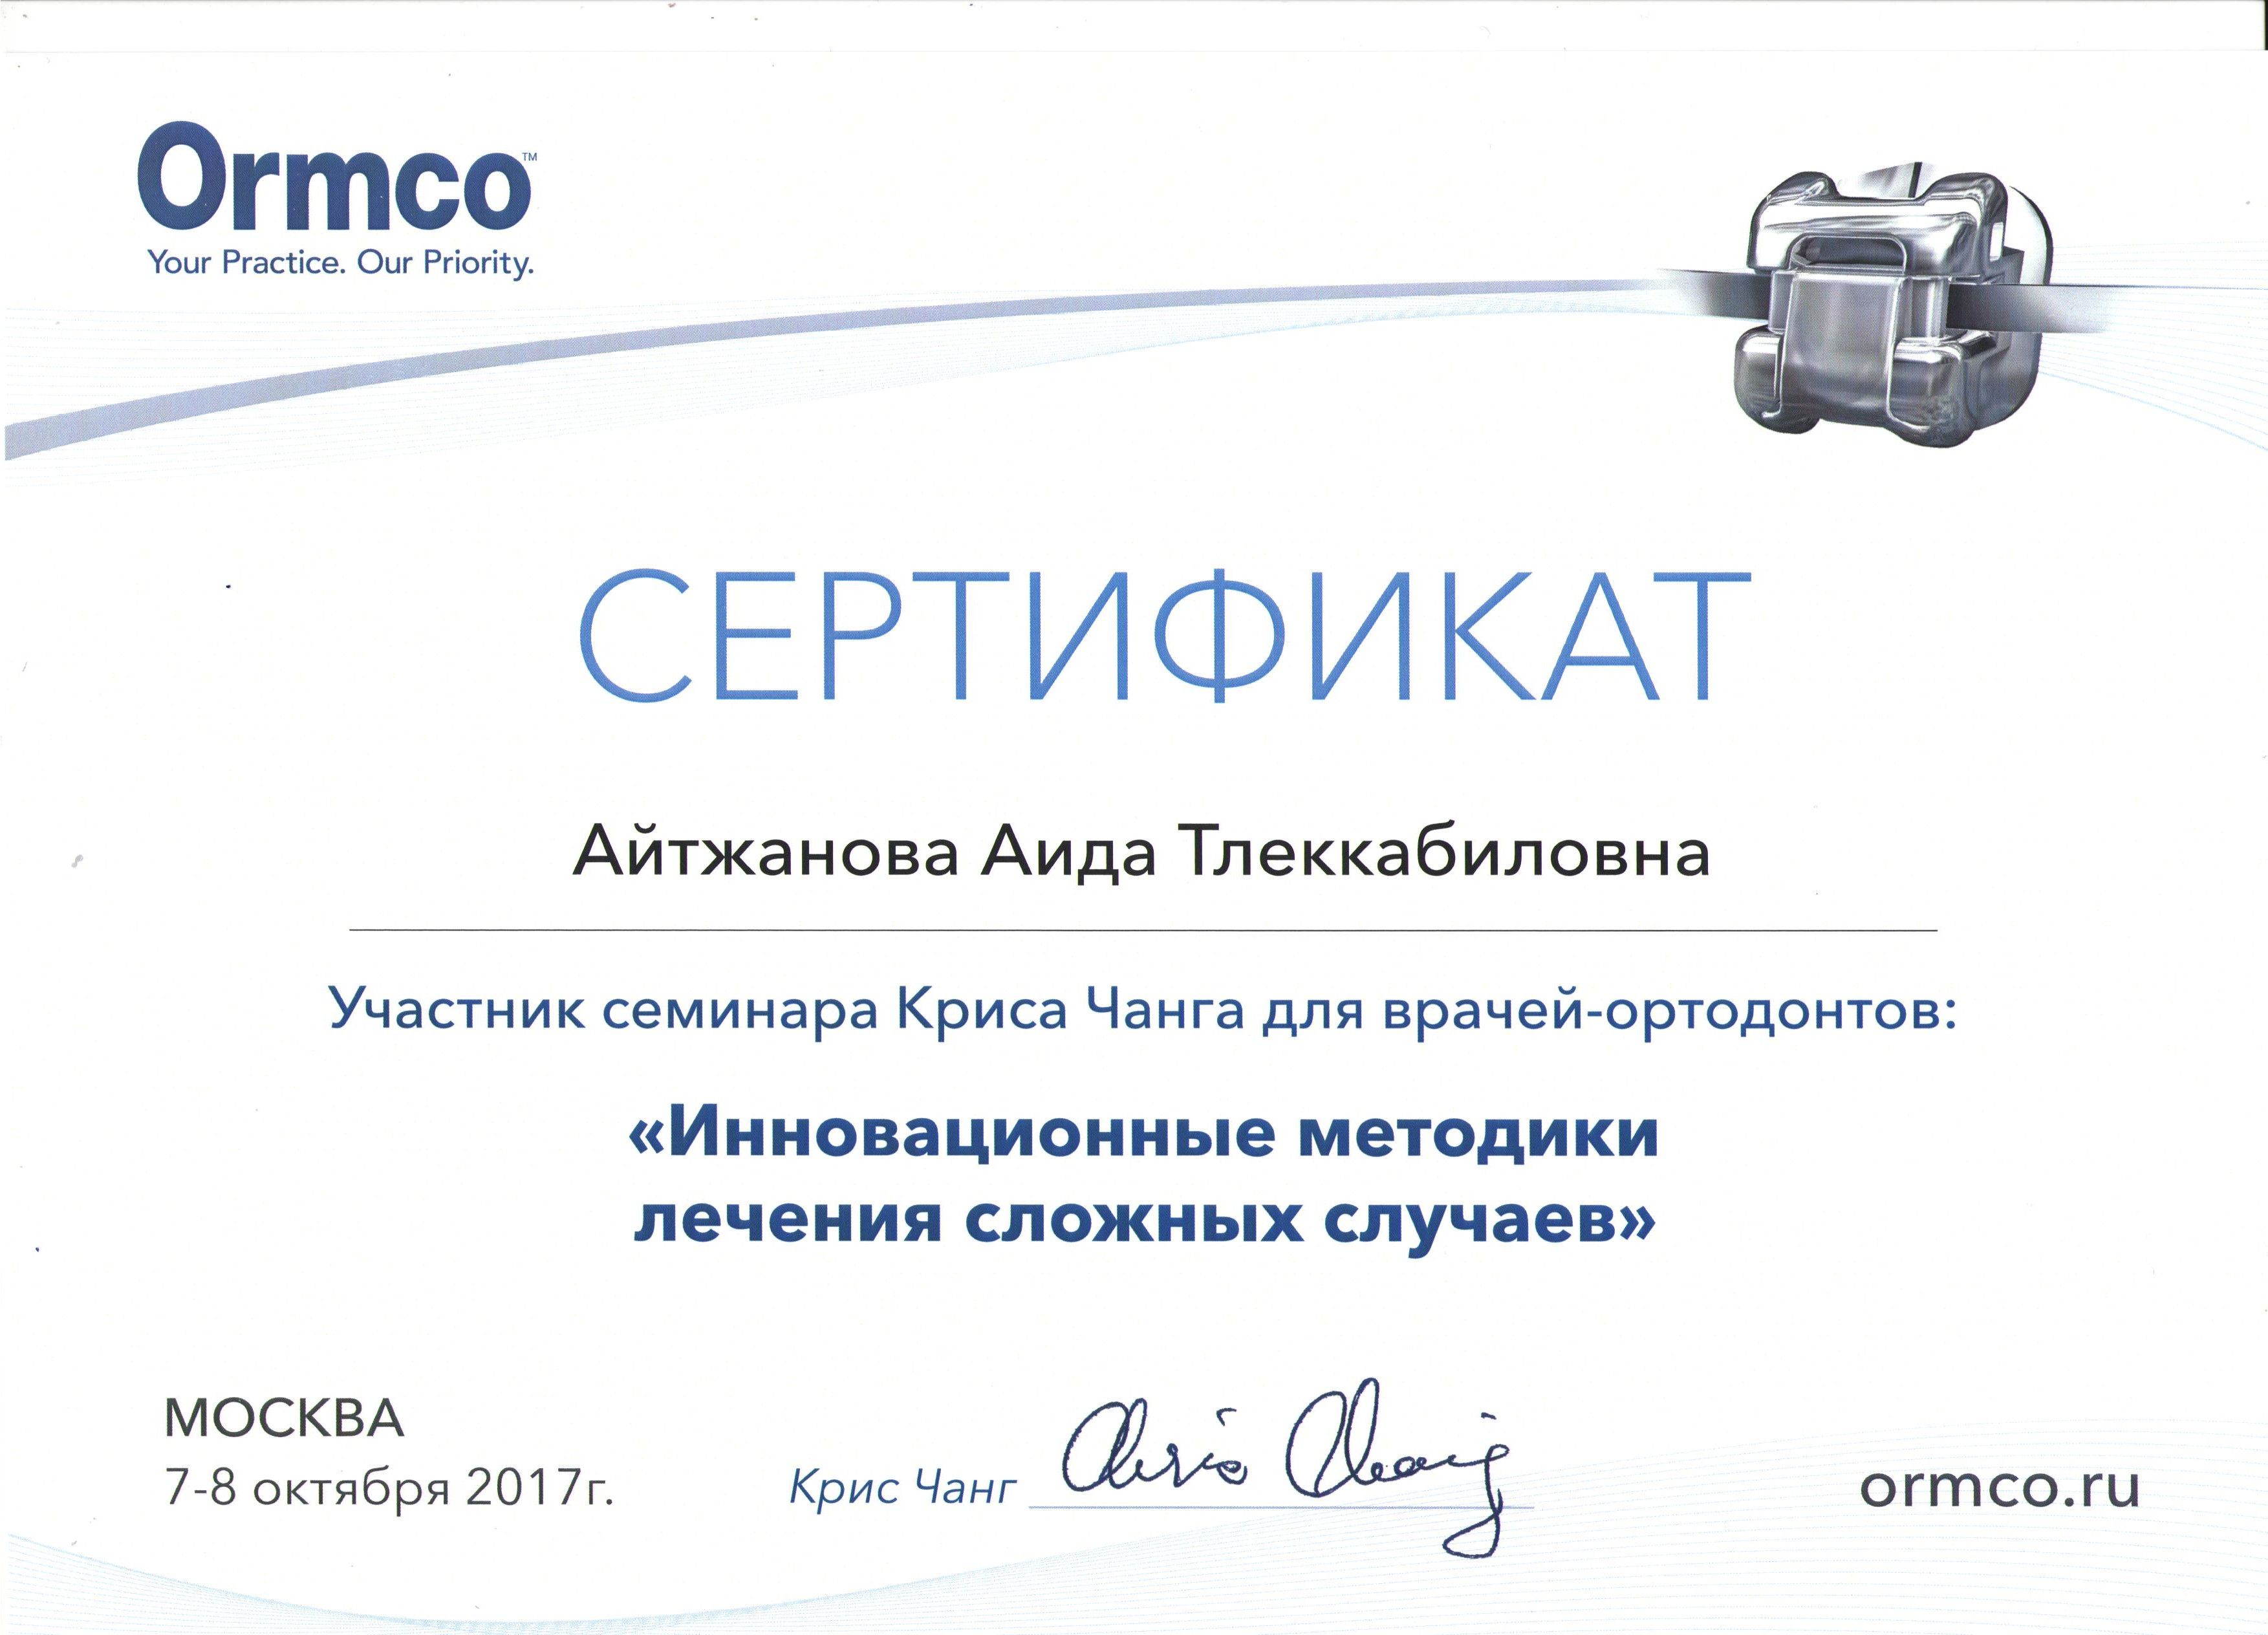 Ormco™
Your Practice. Our Priority.
СЕРТИФИКАТ
Айтжанова Аида Тлеккабиловна
Участник семинара Криса Чанга для врачей-ортодонтов:
«Инновационные методики
лечения сложных случаев»
МОСКВА
7-8 октября 2017г.
Крис Чанг Chris Chang
ormco.ru